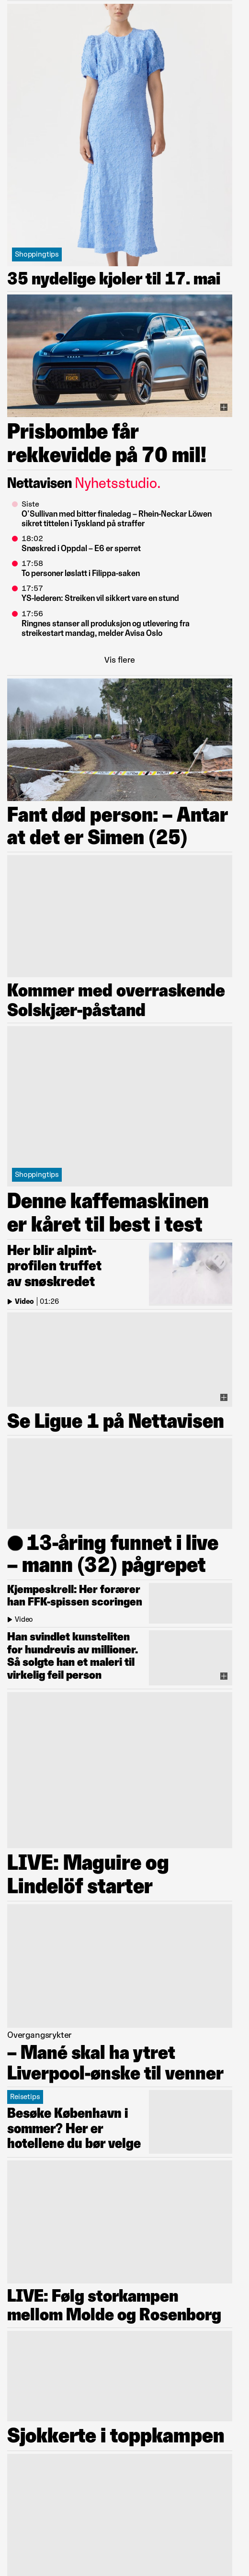 Shoppingtips
35 nydelige kjoler til 17. mai
Prisbombe får
rekkevidde på 70 mil!
Nettavisen Nyhetsstudio.
Siste
O'Sullivan med bitter finaledag – Rhein-Neckar Löwen
sikret tittelen i Tyskland på straffer
18:02
Snøskred i Oppdal – E6 er sperret
17:58
To personer løslatt i Filippa-saken
17:57
YS-lederen: Streiken vil sikkert vare en stund
17:56
Ringnes stanser all produksjon og utlevering fra
streikestart mandag, melder Avisa Oslo
Vis flere
Fant død person: – Antar
at det er Simen (25)
Kommer med overraskende
Solskjær-påstand
Shoppingtips
Denne kaffemaskinen
er kåret til best i test
Her blir alpint-
profilen truffet
av snøskredet
Video | 01:26
Se Ligue 1 på Nettavisen
13-åring funnet i live
– mann (32) pågrepet
Kjempeskrell: Her forærer
han FFK-spissen scoringen
Video
Han svindlet kunsteliten
for hundrevis av millioner.
Så solgte han et maleri til
virkelig feil person
LIVE: Maguire og
Lindelöf starter
Overgangsrykter
– Mané skal ha ytret
Liverpool-ønske til venner
Reisetips
Besøke København i
sommer? Her er
hotellene du bør velge
LIVE: Følg storkampen
mellom Molde og Rosenborg
Sjokkerte i toppkampen